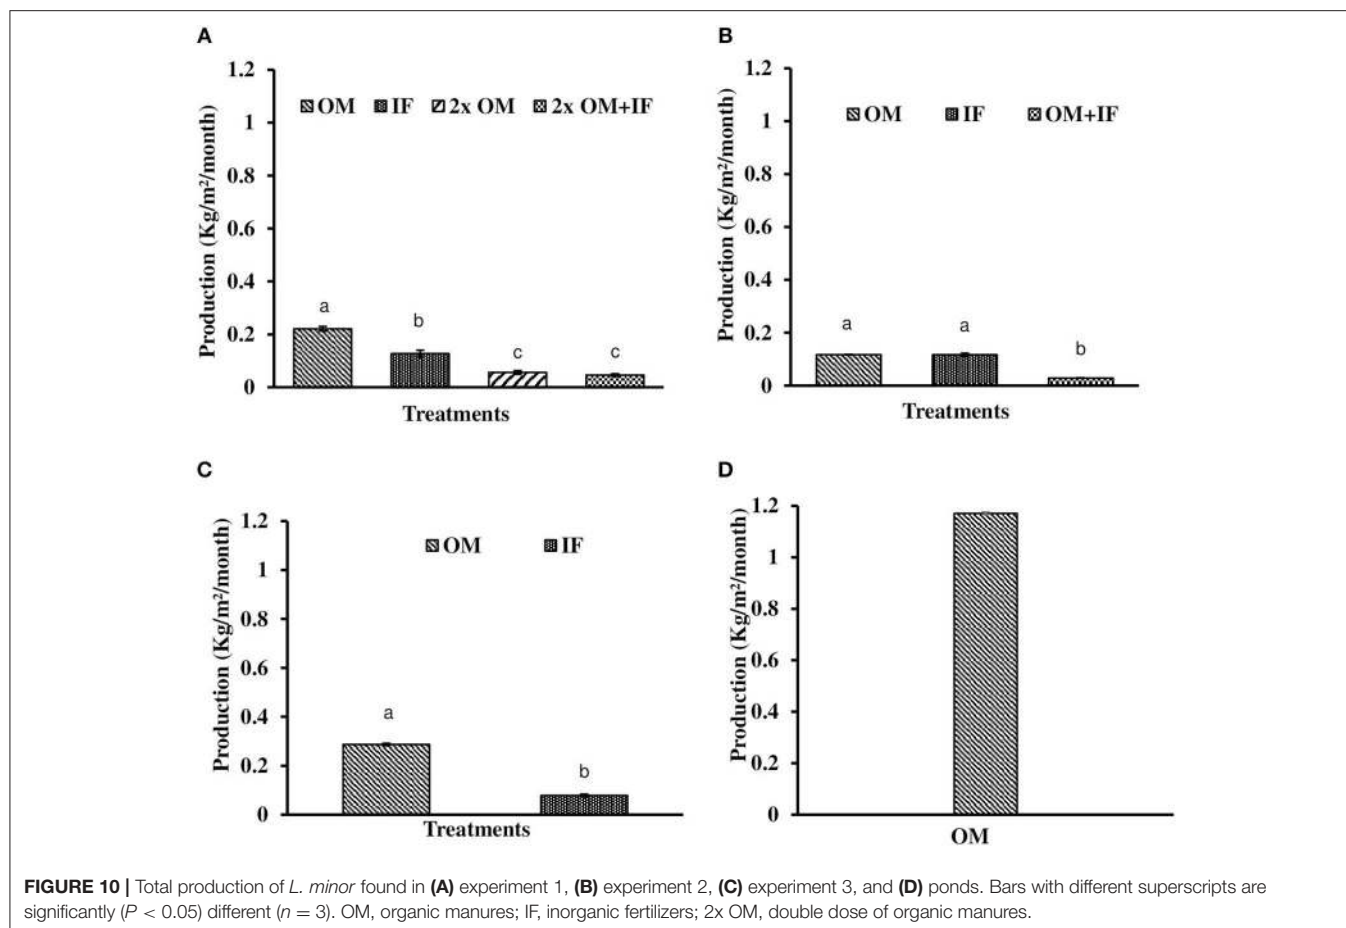 A
Production (Kg/m²/month)
1.2
1
0.8
0.6
0.4
0.2
0
OM IF 2x OM 2x OM+IF
a
b
c
c
Treatments
B
Production (Kg/m²/month)
1.2
1
0.8
0.6
0.4
0.2
0
OM IF OM+IF
a
a
b
Treatments
C
Production (Kg/m²/month)
1.2
1
0.8
0.6
0.4
0.2
0
OM IF
a
b
Treatments
D
Production (Kg/m²/month)
1.2
1
0.8
0.6
0.4
0.2
0
OM
FIGURE 10 | Total production of L. minor found in (A) experiment 1, (B) experiment 2, (C) experiment 3, and (D) ponds. Bars with different superscripts are
significantly (P < 0.05) different (n = 3). OM, organic manures; IF, inorganic fertilizers; 2x OM, double dose of organic manures.